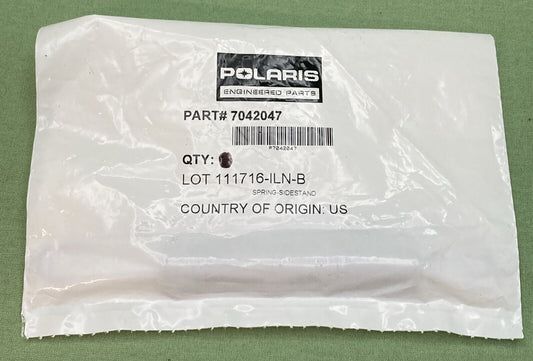 POLARIS
ENGINEERED PARTS
PART# 7042047
P7042047
QTY:
LOT 111716-ILN-B
SPRING-SIDESTAND
COUNTRY OF ORIGIN: US